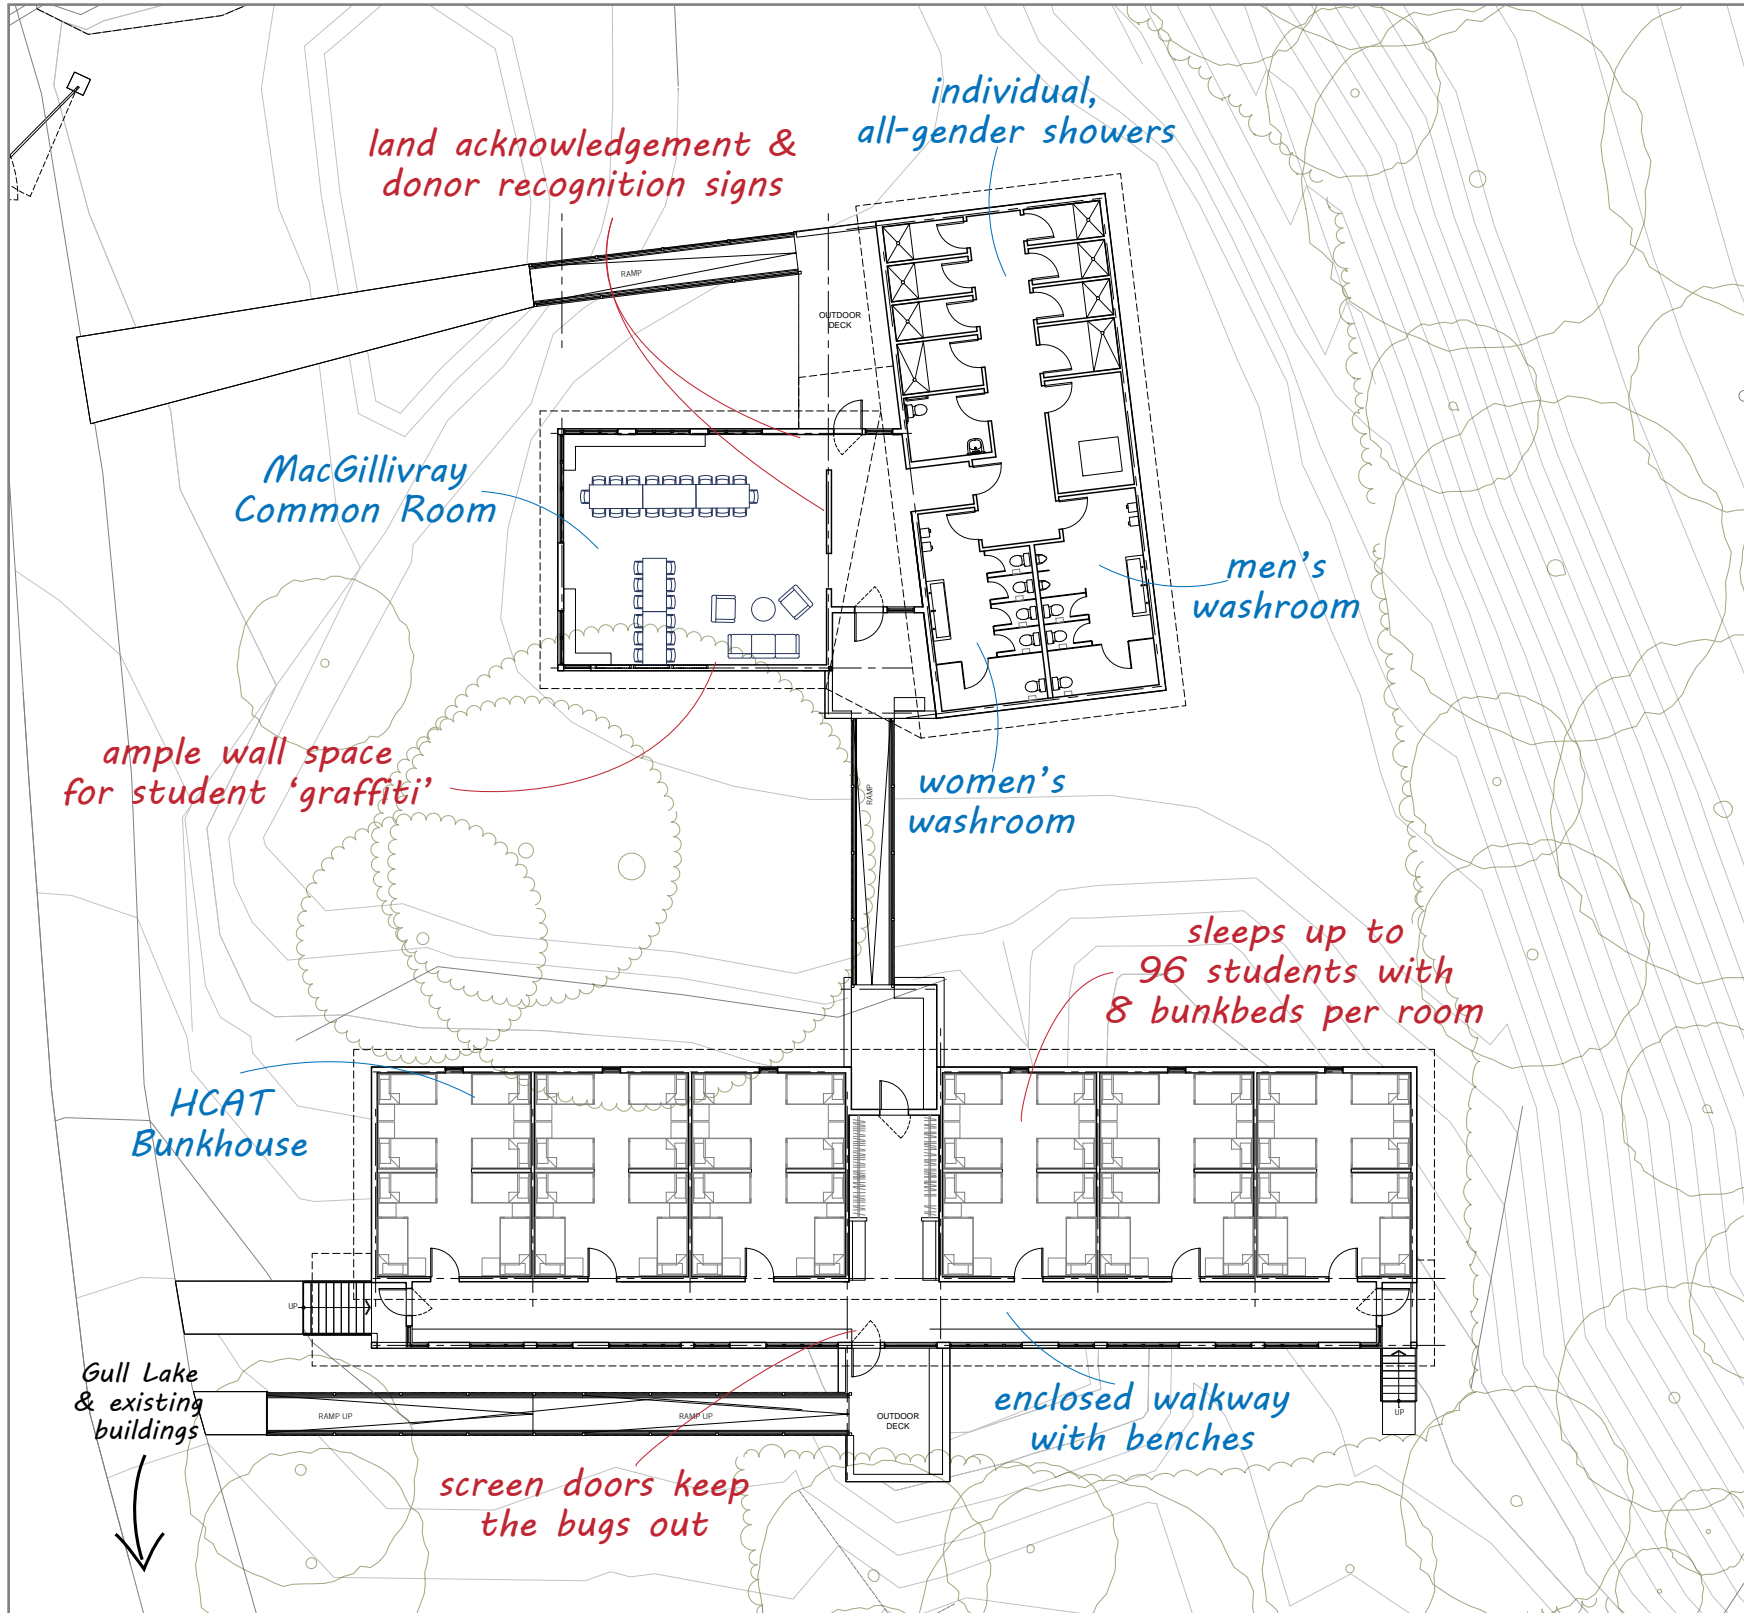 individual,
all-gender showers
land acknowledgement &
donor recognition signs
RAMP
OUTDOOR
DECK
MacGillivray
Common Room
men's
washroom
ample wall space
for student ‘graffiti’
women's
washroom
RAMP
sleeps up to
96 students with
8 bunkbeds per room
HCAT
Bunkhouse
UP
Gull Lake
& existing
buildings
RAMP UP
RAMP UP
OUTDOOR
DECK
enclosed walkway
with benches
UP
screen doors keep
the bugs out